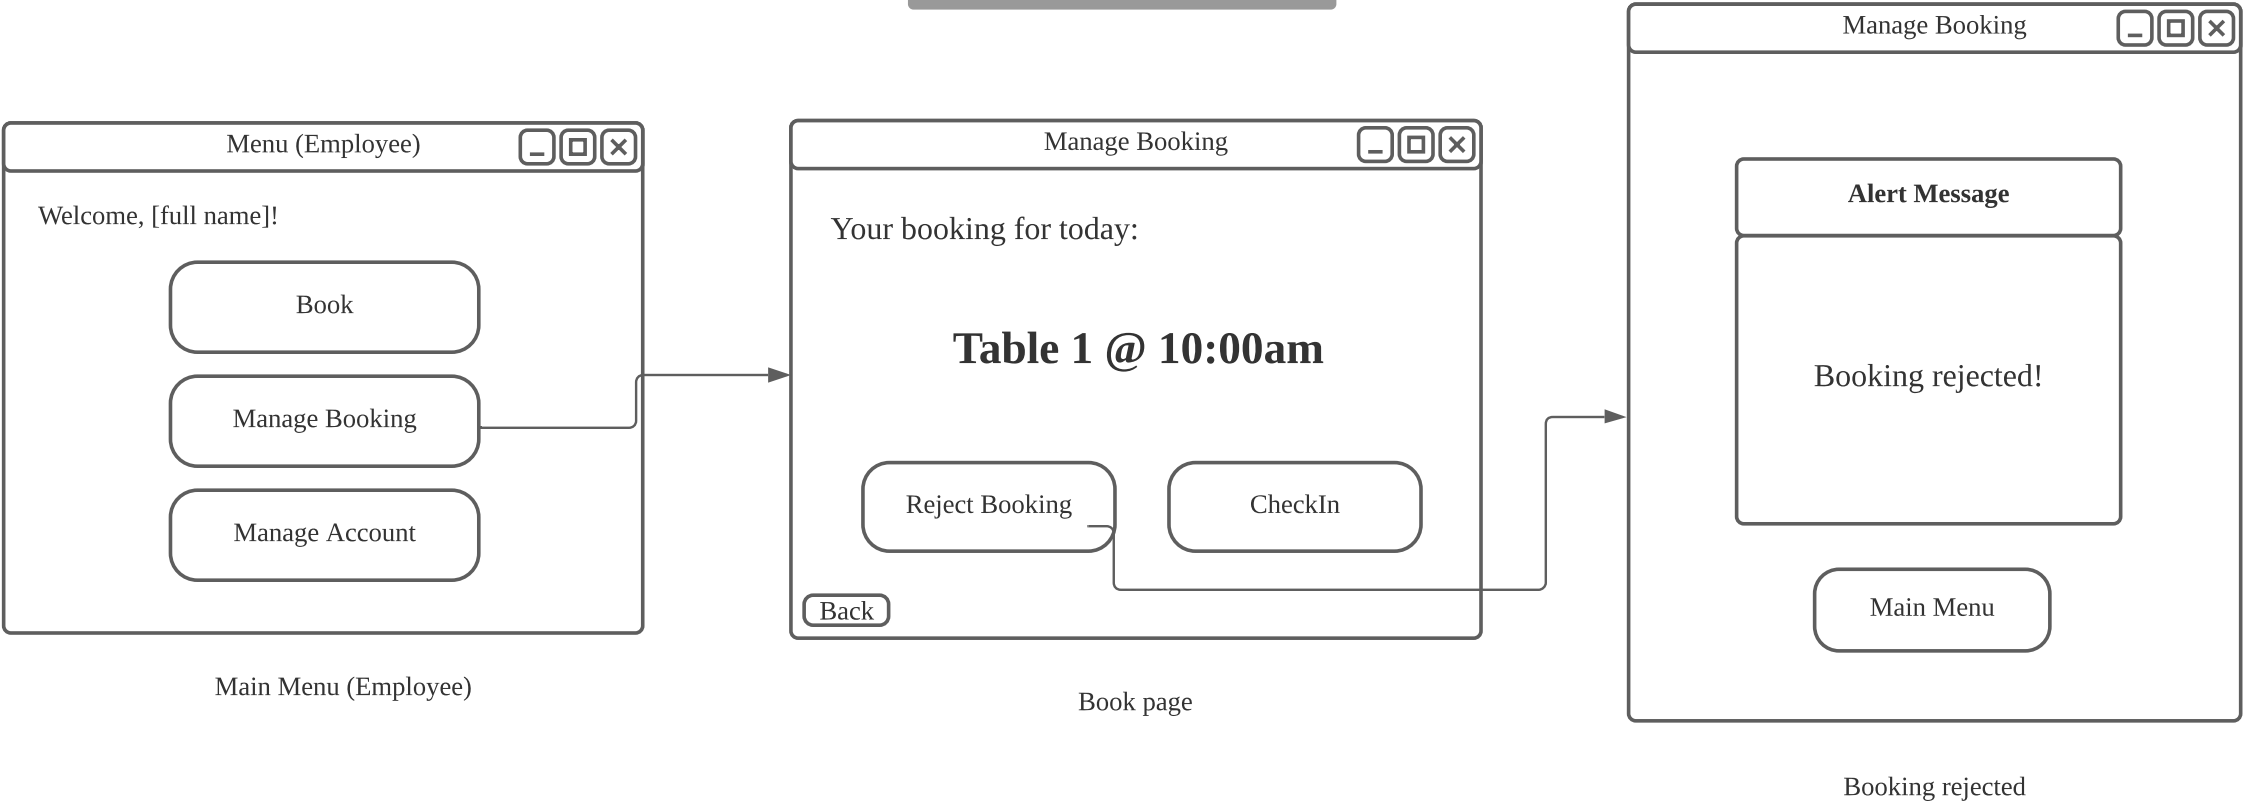 Menu (Employee)
Welcome, [full name]!
Book
Manage Booking
Manage Account
Main Menu (Employee)
Manage Booking
Your booking for today:
Table 1 @ 10:00am
Reject Booking
CheckIn
Back
Book page
Manage Booking
Alert Message
Booking rejected!
Main Menu
Booking rejected